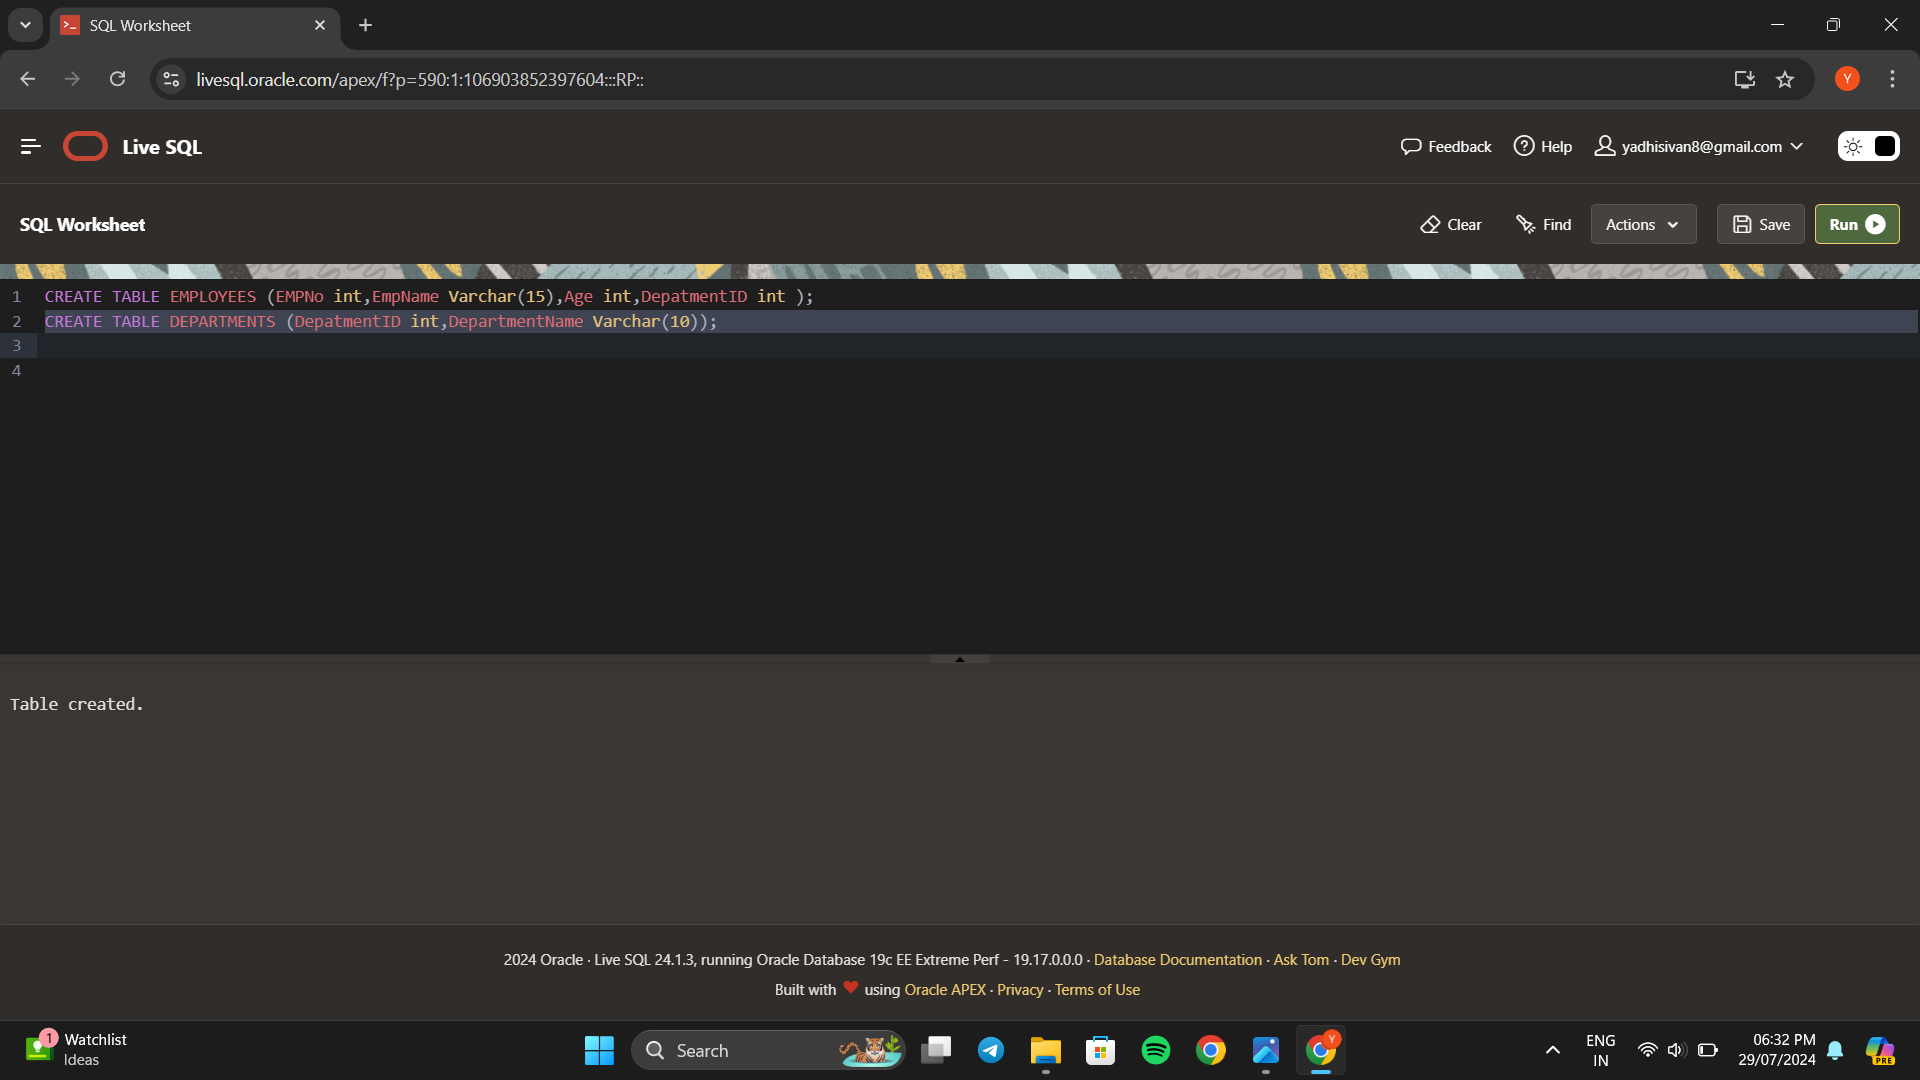 SQL Worksheet
livesql.oracle.com/apex/f?p=590:1:106903852397604:::RP::
Y
Live SQL
Feedback
Help
yadhisivan8@gmail.com
SQL Worksheet
Clear
Find
Actions
Save
Run
1 CREATE TABLE EMPLOYEES (EMPNo int,EmpName Varchar(15),Age int,DepatmentID int );
2 CREATE TABLE DEPARTMENTS (DepatmentID int,DepartmentName Varchar(10));
3
4
Table created.
2024 Oracle · Live SQL 24.1.3, running Oracle Database 19c EE Extreme Perf - 19.17.0.0.0 · Database Documentation · Ask Tom · Dev Gym
Built with ❤ using Oracle APEX · Privacy · Terms of Use
1
Watchlist
Ideas
Search
Y
ENG
IN
06:32 PM
29/07/2024
PRE